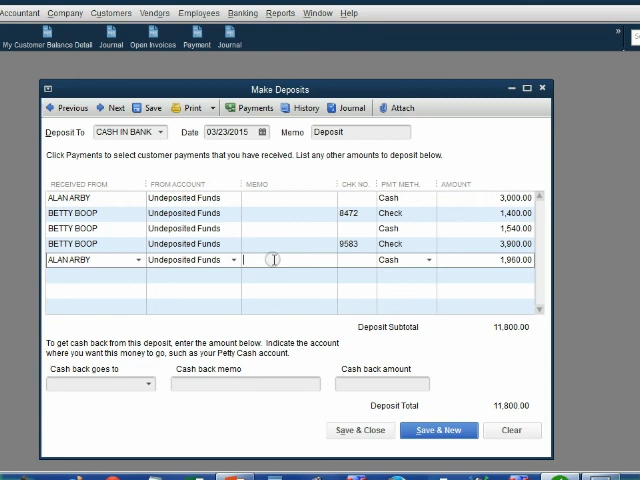 Accountant Company Customers Vendors Employees Banking Reports Window Help
My Customer Balance Detail Journal Open Invoices Payment Journal
»
Make Deposits
Previous Next Save Print Payments History Journal Attach
Deposit To CASH IN BANK Date 03/23/2015 Memo Deposit
Click Payments to select customer payments that you have received. List any other amounts to deposit below.
RECEIVED FROM FROM ACCOUNT MEMO CHK NO. PMT METH. AMOUNT
ALAN ARBY Undeposited Funds Cash 3,000.00
BETTY BOOP Undeposited Funds 8472 Check 1,400.00
BETTY BOOP Undeposited Funds Cash 1,540.00
BETTY BOOP Undeposited Funds 9583 Check 3,900.00
ALAN ARBY Undeposited Funds Cash 1,960.00
Deposit Subtotal 11,800.00
To get cash back from this deposit, enter the amount below. Indicate the account
where you want this money to go, such as your Petty Cash account.
Cash back goes to Cash back memo Cash back amount
Deposit Total 11,800.00
Save & Close Save & New Clear